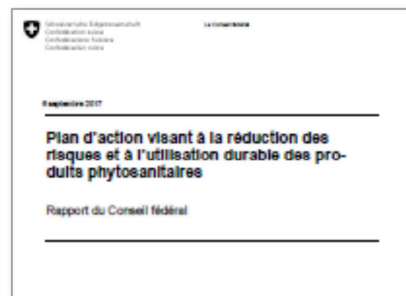 Schweizerische Eidgenossenschaft
Confédération suisse
Confederazione Svizzera
Confederaziun svizra
Le Conseil fédéral
6 septembre 2017
Plan d'action visant à la réduction des
risques et à l'utilisation durable des pro-
duits phytosanitaires
Rapport du Conseil fédéral